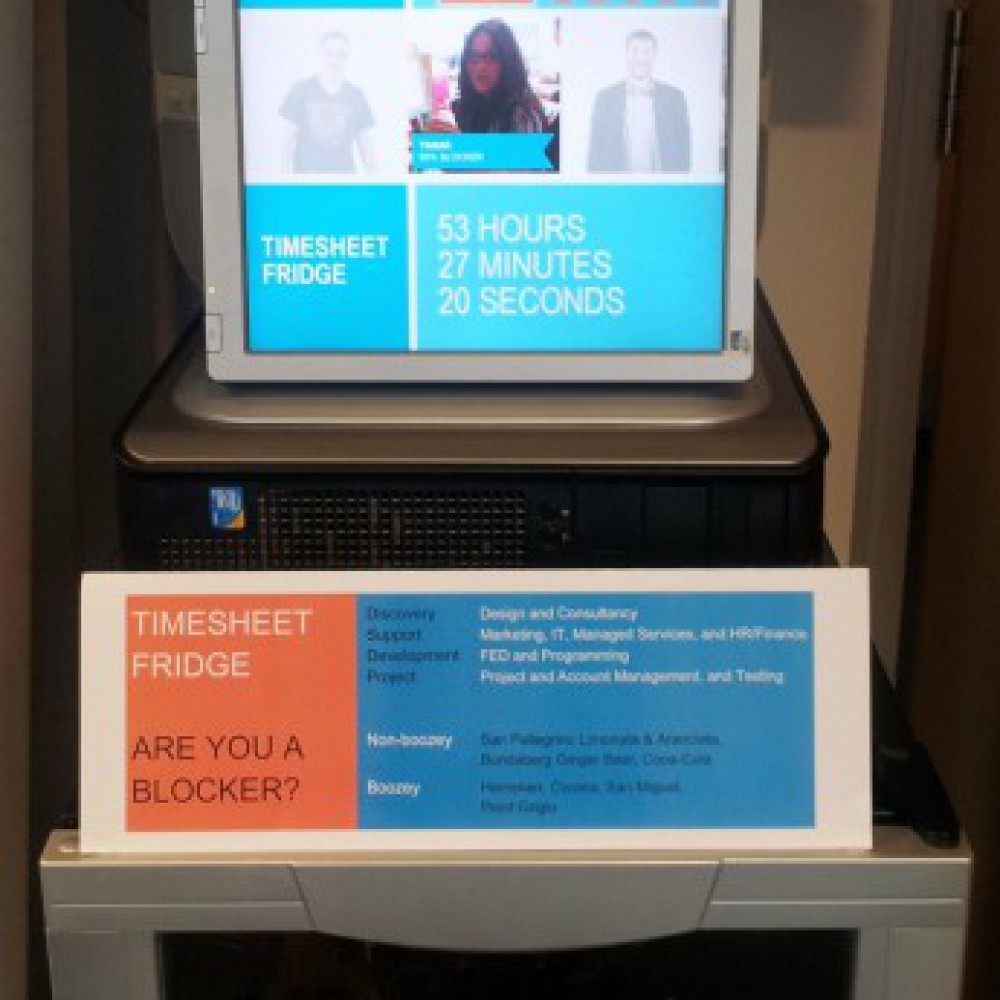 TIMESHEET
FRIDGE
53 HOURS
27 MINUTES
20 SECONDS
TIMESHEET
FRIDGE
ARE YOU A
BLOCKER?
Discovery Design and Consultancy
Support Marketing, IT, Managed Services, and HR/Finance
Development FED and Programming
Project Project and Account Management, and Testing
Non-boozey San Pellegrino Limonata & Aranciata,
Bundaberg Ginger Beer, Coca-Cola
Boozey Heineken, Corona, San Miguel,
Pinot Grigio